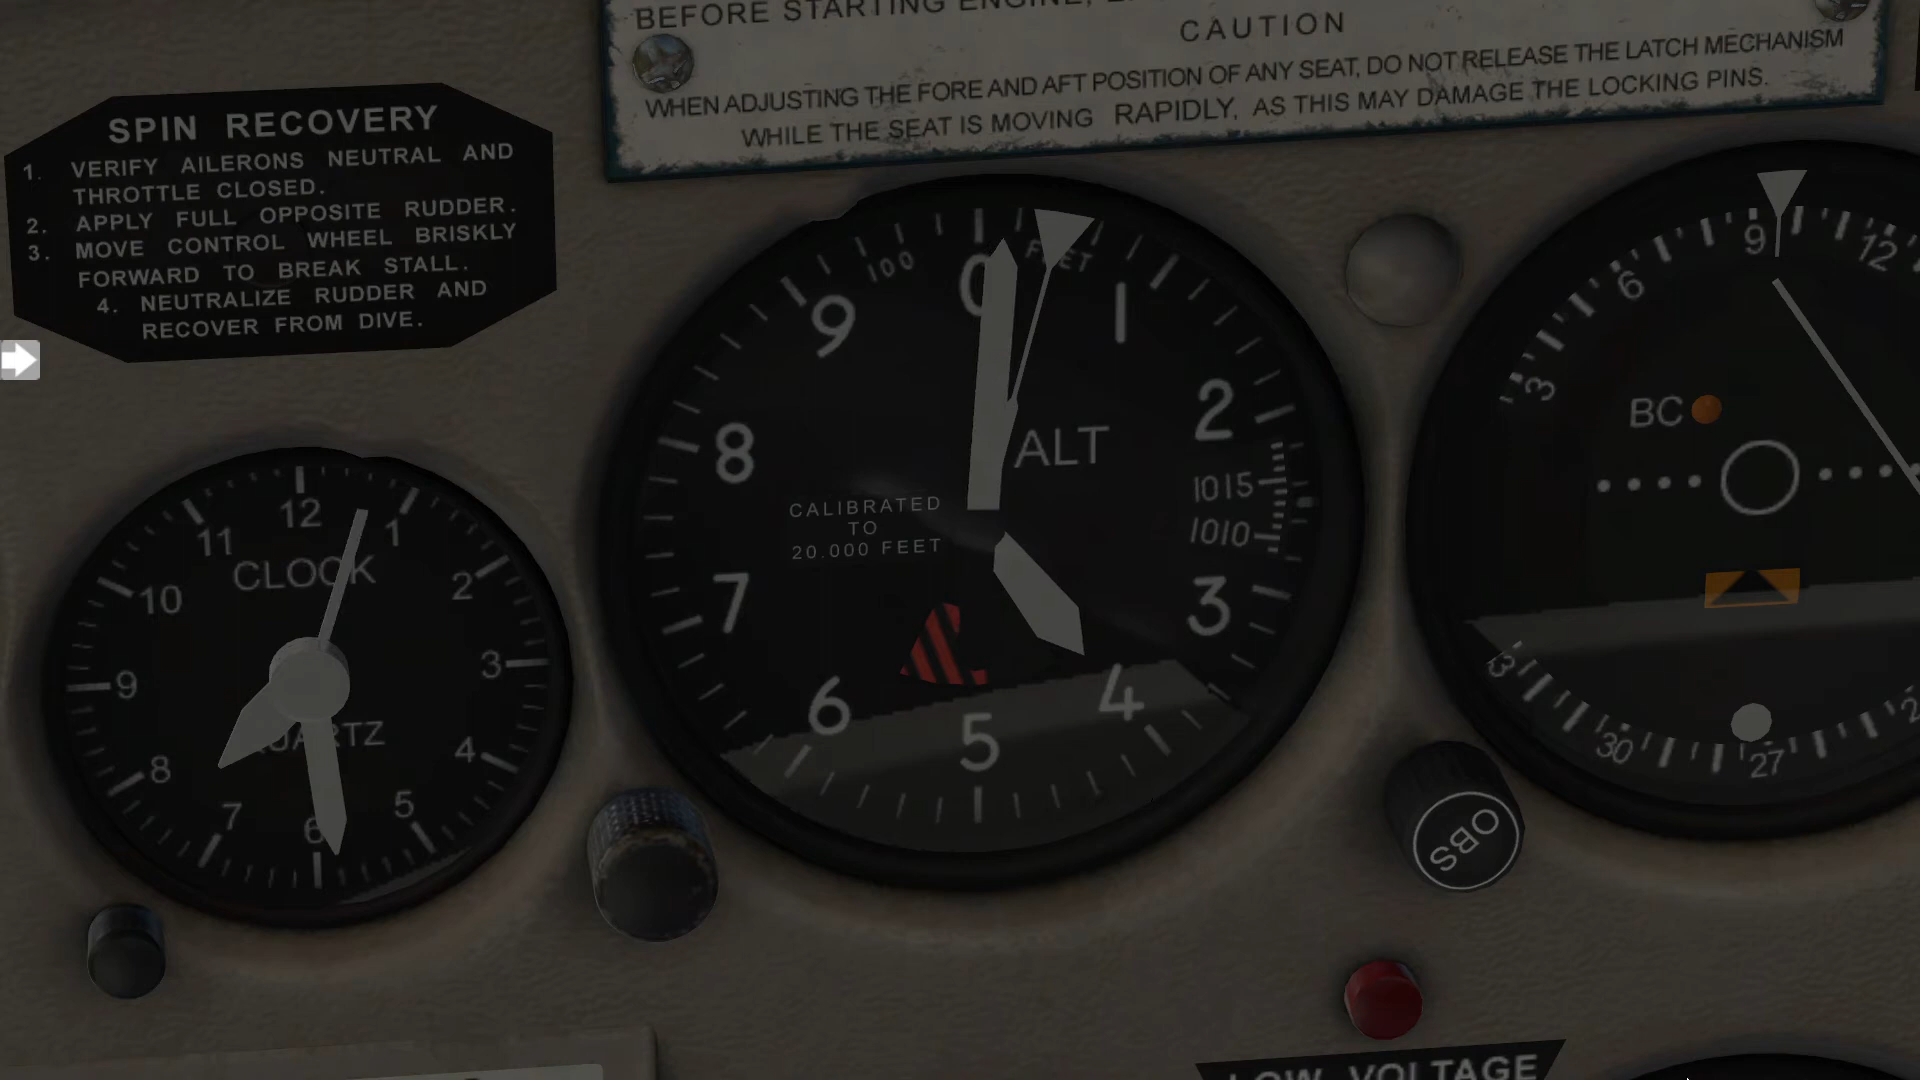 BEFORE STARTING ENGINE,
CAUTION
WHEN ADJUSTING THE FORE AND AFT POSITION OF ANY SEAT, DO NOT RELEASE THE LATCH MECHANISM
WHILE THE SEAT IS MOVING RAPIDLY, AS THIS MAY DAMAGE THE LOCKING PINS.
SPIN RECOVERY
1. VERIFY AILERONS NEUTRAL AND
THROTTLE CLOSED.
2. APPLY FULL OPPOSITE RUDDER.
3. MOVE CONTROL WHEEL BRISKLY
FORWARD TO BREAK STALL.
4. NEUTRALIZE RUDDER AND
RECOVER FROM DIVE.
12
1
2
3
4
5
6
7
8
9
10
11
CLOCK
QUARTZ
100
FEET
0
1
2
3
4
5
6
7
8
9
ALT
1015
1010
CALIBRATED
TO
20.000 FEET
3
6
9
12
BC
30
27
OBS
LOW VOLTAGE